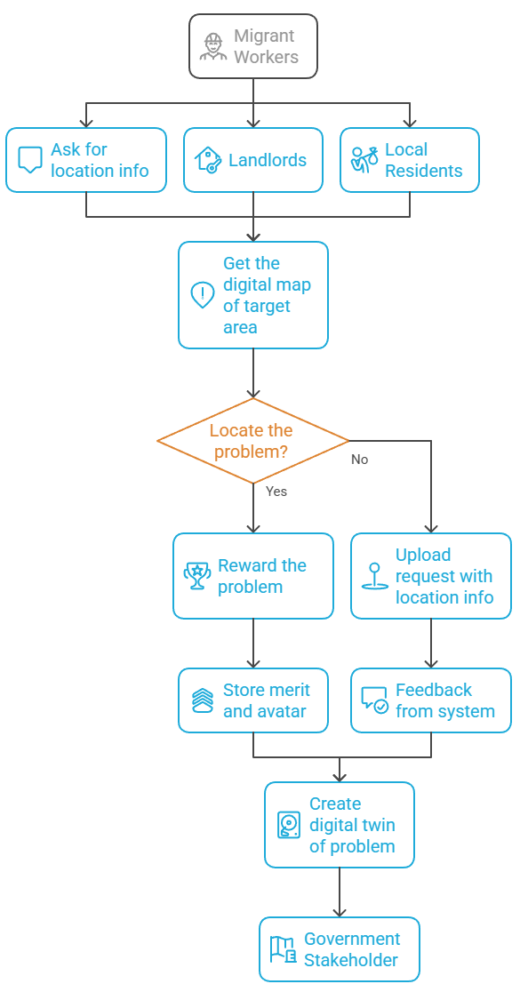 Migrant
Workers
Ask for
location info
Landlords
Local
Residents
Get the
digital map
of target
area
Locate the
problem?
No
Yes
Reward the
problem
Upload
request with
location info
Store merit
and avatar
Feedback
from system
Create
digital twin
of problem
Government
Stakeholder